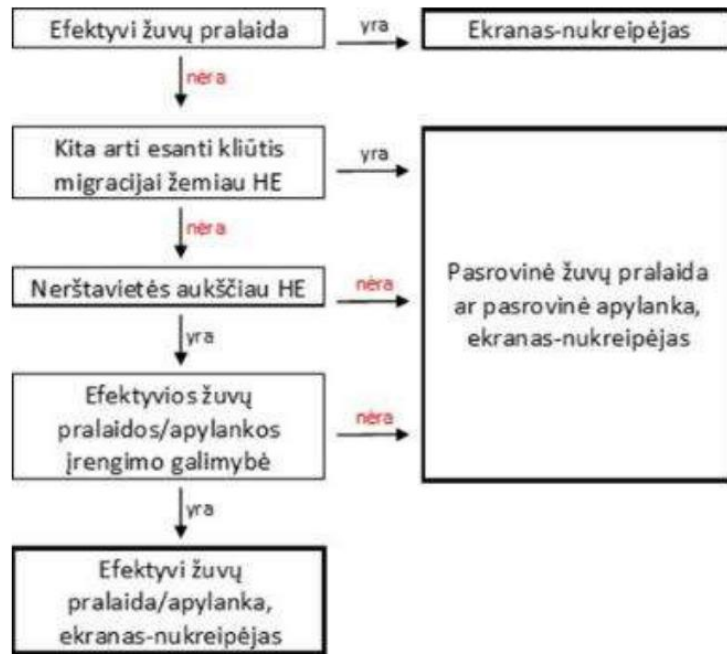 Efektyvi žuvų pralaida
yra
Ekranas-nukreipėjas
nėra
Kita arti esanti kliūtis
migracijai žemiau HE
yra
nėra
Nerštavietės aukščiau HE
nėra
Pasrovinė žuvų pralaida
ar pasrovinė apylanka,
ekranas-nukreipėjas
yra
Efektyvios žuvų
pralaidos/apylankos
įrengimo galimybė
nėra
yra
Efektyvi žuvų
pralaida/apylanka,
ekranas-nukreipėjas